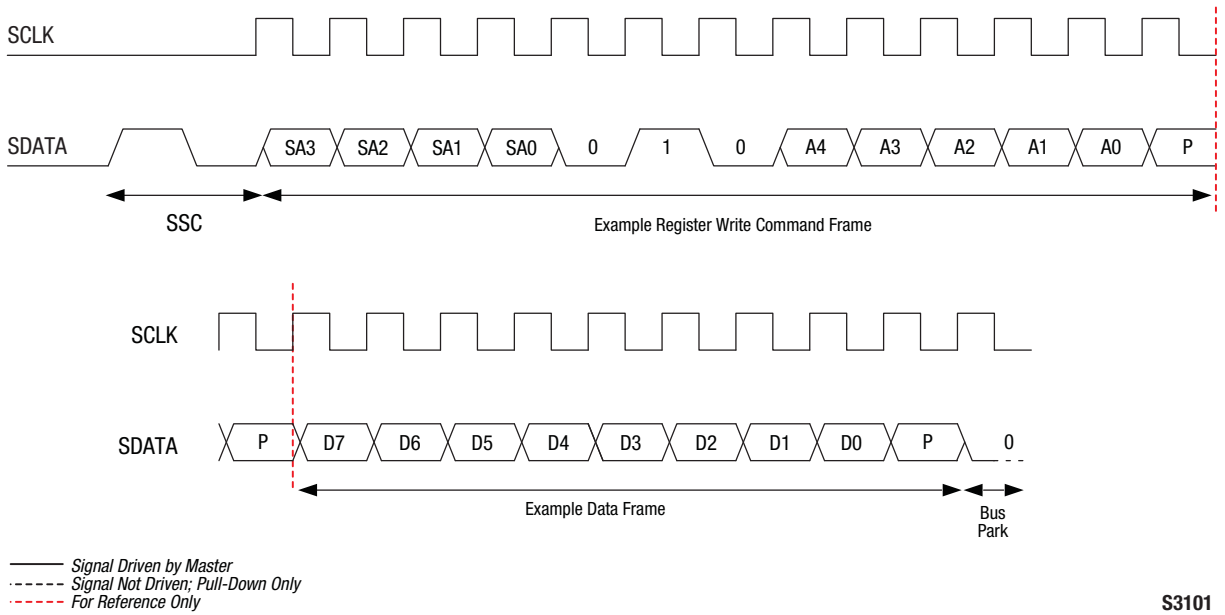 SCLK
SDATA SA3 SA2 SA1 SA0 0 1 0 A4 A3 A2 A1 A0 P
SSC
Example Register Write Command Frame
SCLK
SDATA P D7 D6 D5 D4 D3 D2 D1 D0 P 0
Example Data Frame
Bus
Park
Signal Driven by Master
Signal Not Driven; Pull-Down Only
For Reference Only
S3101